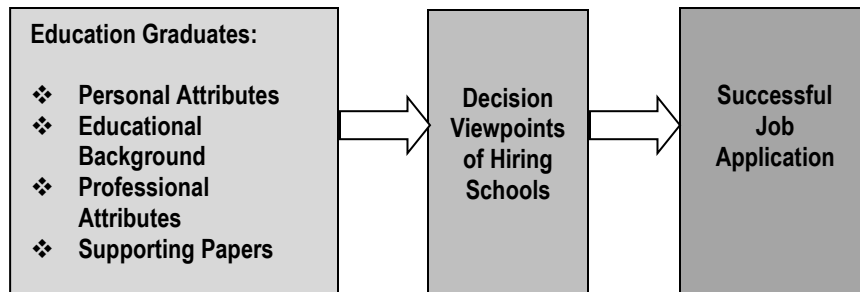 Education Graduates:
❖ Personal Attributes
❖ Educational
Background
❖ Professional
Attributes
❖ Supporting Papers
Decision
Viewpoints
of Hiring
Schools
Successful
Job
Application